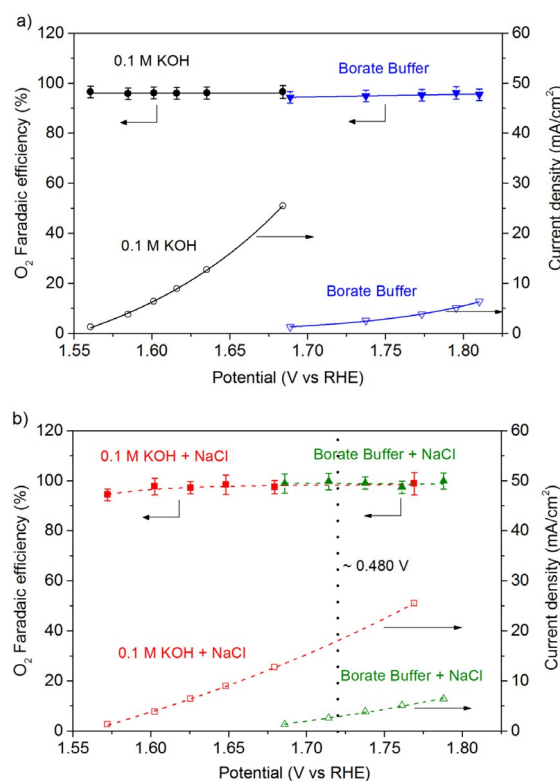 a)
120
100
80
60
40
20
0
O2 Faradaic efficiency (%)
60
50
40
30
20
10
0
Current density (mA/cm2)
0.1 M KOH
Borate Buffer
0.1 M KOH
Borate Buffer
1.55 1.60 1.65 1.70 1.75 1.80
Potential (V vs RHE)
b)
120
100
80
60
40
20
0
O2 Faradaic efficiency (%)
60
50
40
30
20
10
0
Current density (mA/cm2)
0.1 M KOH + NaCl
Borate Buffer + NaCl
~ 0.480 V
0.1 M KOH + NaCl
Borate Buffer + NaCl
1.55 1.60 1.65 1.70 1.75 1.80
Potential (V vs RHE)